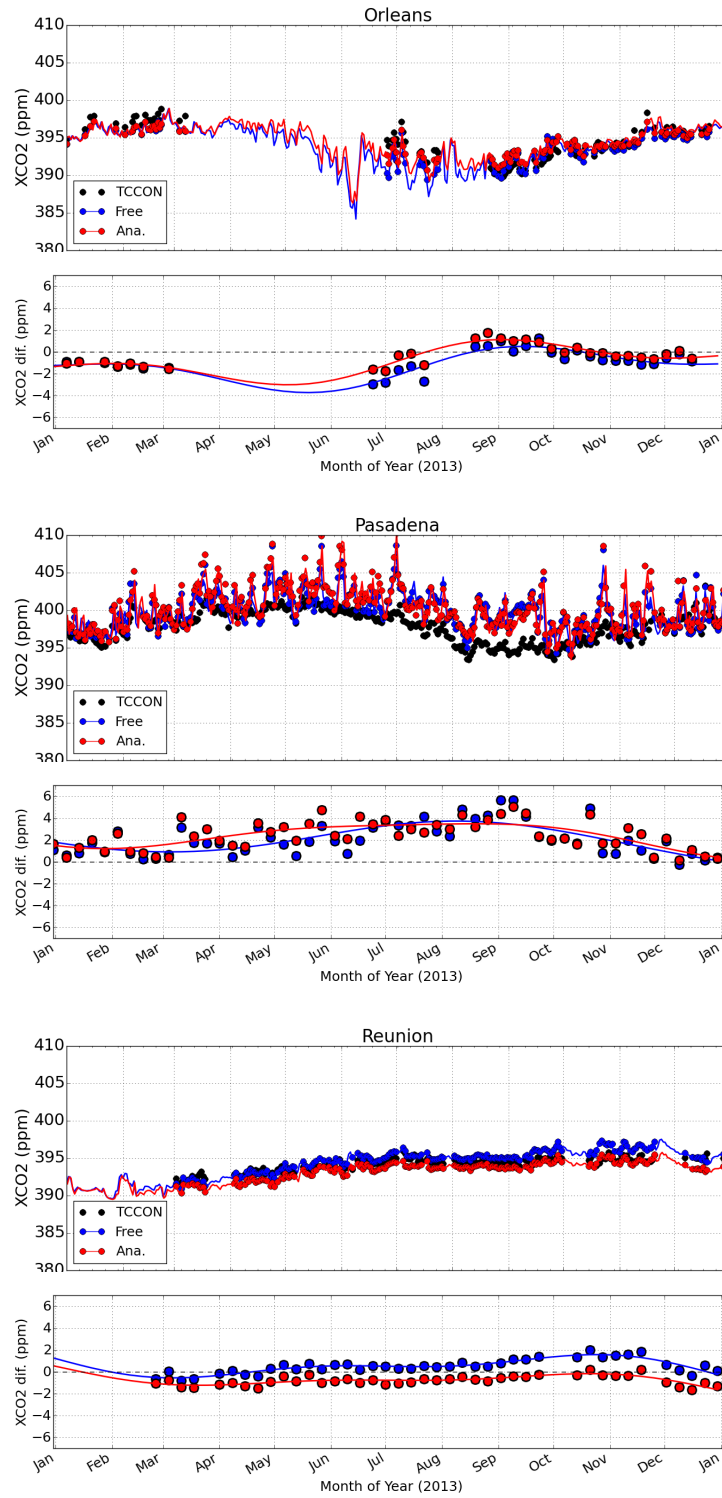 Orleans
410
405
400
395
390
385
380
XCO2 (ppm)
TCCON
Free
Ana.
6
4
2
0
−2
−4
−6
XCO2 dif. (ppm)
Jan Feb Mar Apr May Jun Jul Aug Sep Oct Nov Dec Jan
Month of Year (2013)
Pasadena
410
405
400
395
390
385
380
XCO2 (ppm)
TCCON
Free
Ana.
6
4
2
0
−2
−4
−6
XCO2 dif. (ppm)
Jan Feb Mar Apr May Jun Jul Aug Sep Oct Nov Dec Jan
Month of Year (2013)
Reunion
410
405
400
395
390
385
380
XCO2 (ppm)
TCCON
Free
Ana.
6
4
2
0
−2
−4
−6
XCO2 dif. (ppm)
Jan Feb Mar Apr May Jun Jul Aug Sep Oct Nov Dec Jan
Month of Year (2013)